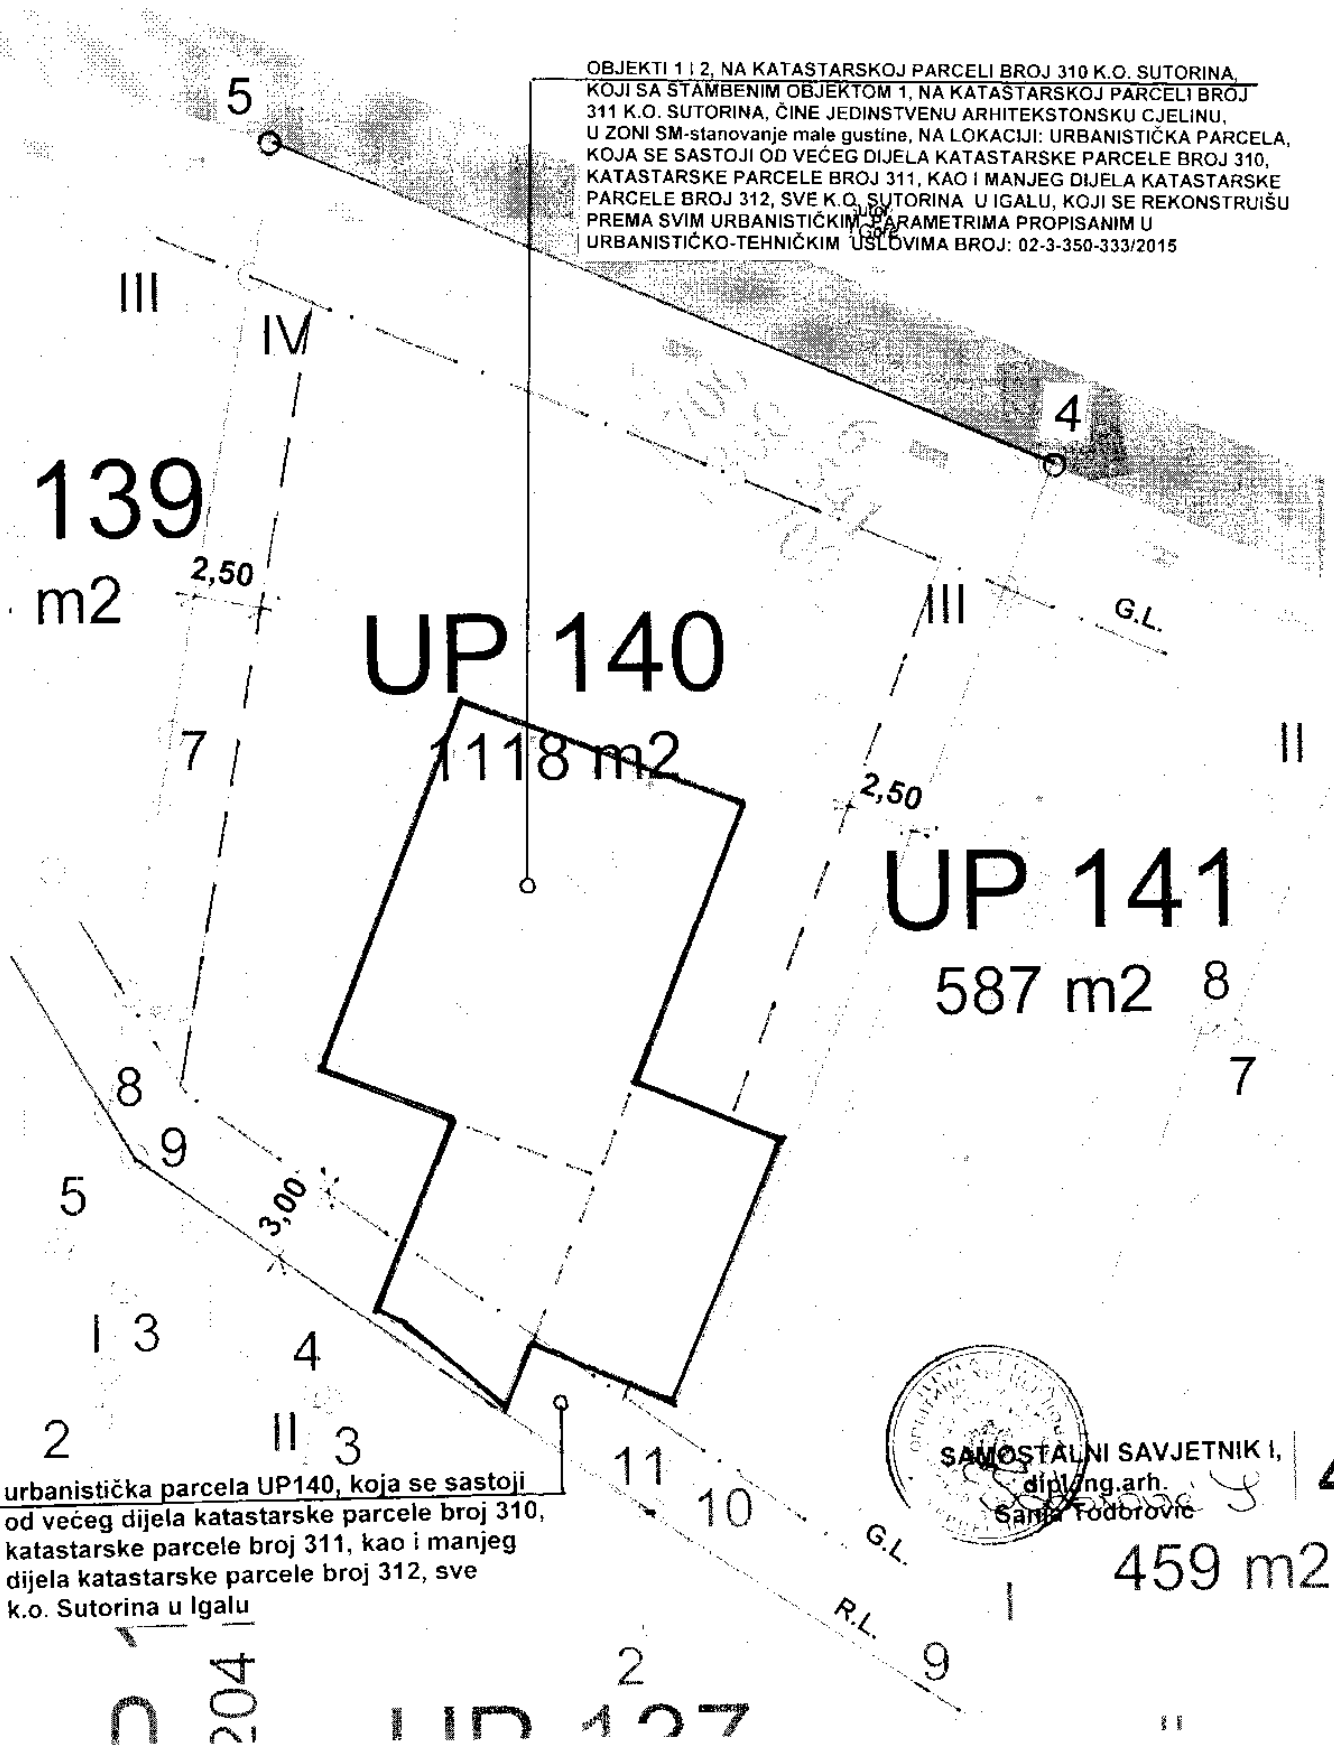 5
OBJEKTI 1 I 2, NA KATASTARSKOJ PARCELI BROJ 310 K.O. SUTORINA,
KOJI SA STAMBENIM OBJEKTOM 1, NA KATASTARSKOJ PARCELI BROJ
311 K.O. SUTORINA, ČINE JEDINSTVENU ARHITEKSTONSKU CJELINU,
U ZONI SM-stanovanje male gustine, NA LOKACIJI: URBANISTIČKA PARCELA,
KOJA SE SASTOJI OD VEĆEG DIJELA KATASTARSKE PARCELE BROJ 310,
KATASTARSKE PARCELE BROJ 311, KAO I MANJEG DIJELA KATASTARSKE
PARCELE BROJ 312, SVE K.O. SUTORINA U IGALU, KOJI SE REKONSTRUIŠU
PREMA SVIM URBANISTIČKIM PARAMETRIMA PROPISANIM U
URBANISTIČKO-TEHNIČKIM USLOVIMA BROJ: 02-3-350-333/2015
III
IV
4
139
m2
2,50
UP 140
1118 m2
III
G.L.
7
II
2,50
UP 141
587 m2
8
7
8
9
5
3,00
I 3
4
2
II 3
11
10
urbanistička parcela UP140, koja se sastoji
od većeg dijela katastarske parcele broj 310,
katastarske parcele broj 311, kao i manjeg
dijela katastarske parcele broj 312, sve
k.o. Sutorina u Igalu
SAMOSTALNI SAVJETNIK I,
dipl.ing.arh.
Sanja Todorović
G.L.
459 m2
I
R.L.
9
2
204
UP 127
II